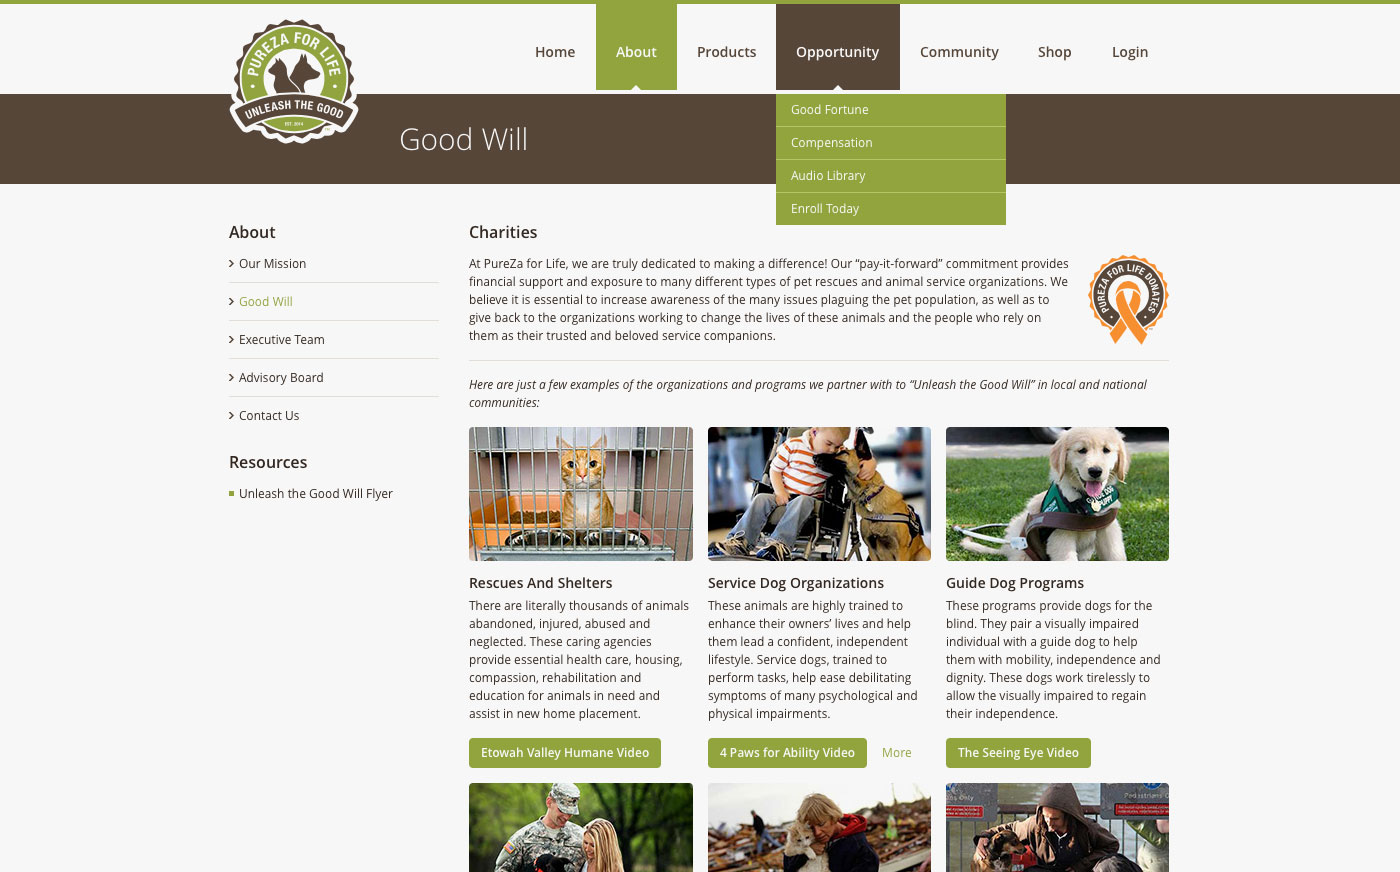 PUREZA FOR LIFE
UNLEASH THE GOOD
EST. 2014
Home
About
Products
Opportunity
Community
Shop
Login
Good Will
Good Fortune
Compensation
Audio Library
Enroll Today
About
Our Mission
Good Will
Executive Team
Advisory Board
Contact Us
Resources
Unleash the Good Will Flyer
Charities
At PureZa for Life, we are truly dedicated to making a difference! Our “pay-it-forward” commitment provides
financial support and exposure to many different types of pet rescues and animal service organizations. We
believe it is essential to increase awareness of the many issues plaguing the pet population, as well as to
give back to the organizations working to change the lives of these animals and the people who rely on
them as their trusted and beloved service companions.
PUREZA FOR LIFE DONATES
Here are just a few examples of the organizations and programs we partner with to “Unleash the Good Will” in local and national
communities:
Rescues And Shelters
There are literally thousands of animals
abandoned, injured, abused and
neglected. These caring agencies
provide essential health care, housing,
compassion, rehabilitation and
education for animals in need and
assist in new home placement.
Etowah Valley Humane Video
Service Dog Organizations
These animals are highly trained to
enhance their owners’ lives and help
them lead a confident, independent
lifestyle. Service dogs, trained to
perform tasks, help ease debilitating
symptoms of many psychological and
physical impairments.
4 Paws for Ability Video
More
Guide Dog Programs
These programs provide dogs for the
blind. They pair a visually impaired
individual with a guide dog to help
them with mobility, independence and
dignity. These dogs work tirelessly to
allow the visually impaired to regain
their independence.
The Seeing Eye Video